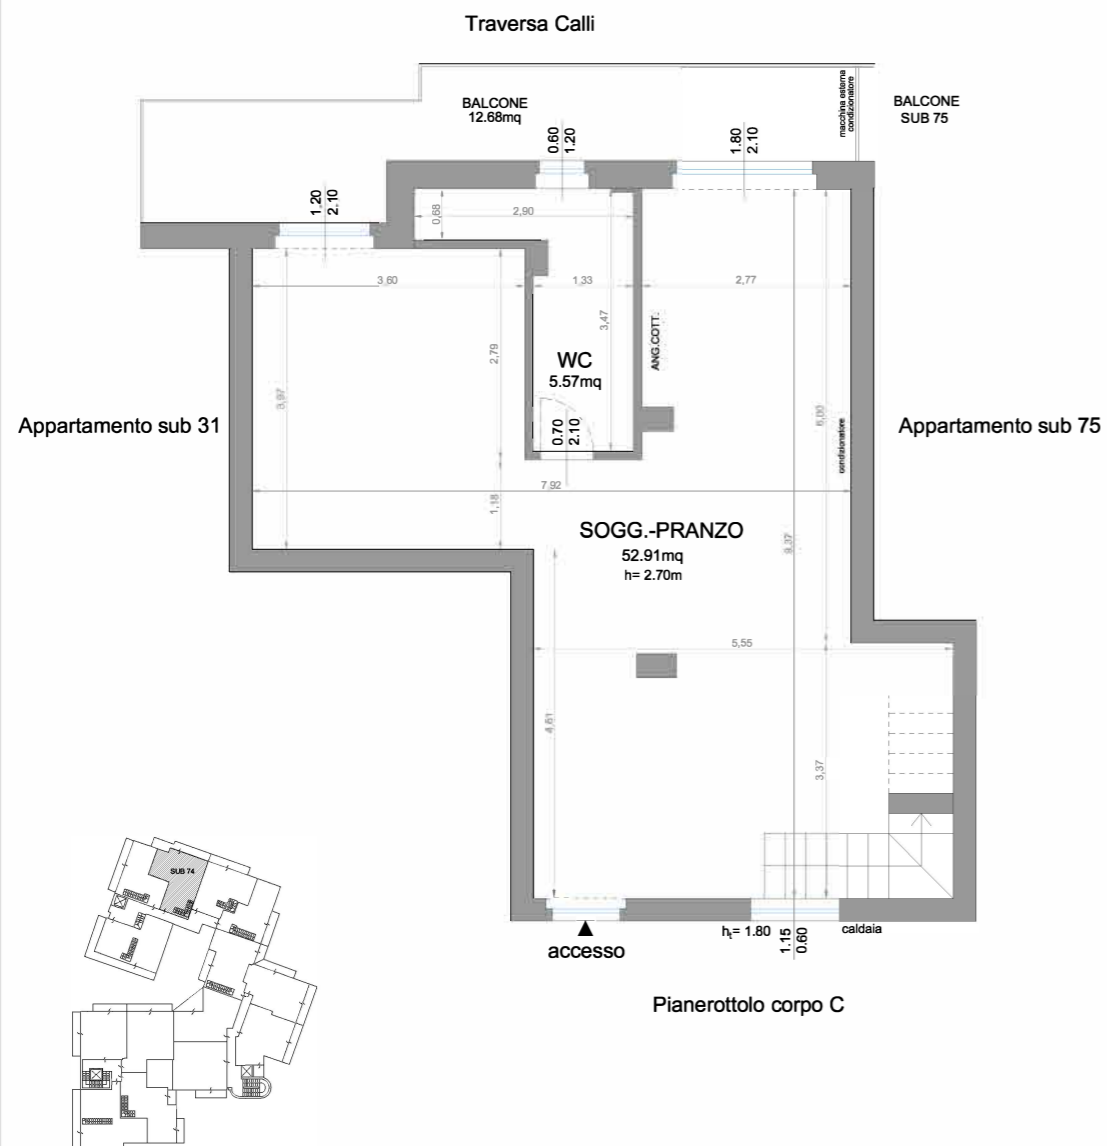 Traversa Calli
BALCONE
12.68mq
macchina esterna
condizionatore
BALCONE
SUB 75
0.60
1.20
1.80
2.10
1.20
2.10
0,68
2,90
3,60
1,33
2,77
2,79
3,47
ANG.COTT.
WC
5.57mq
3,97
6,00
Appartamento sub 31
0.70
2.10
condizionatore
Appartamento sub 75
7,92
1,18
SOGG.-PRANZO
52.91mq
h= 2.70m
9,37
5,55
4,61
3,37
SUB 74
accesso
ht= 1.80
1.15
0.60
caldaia
Pianerottolo corpo C